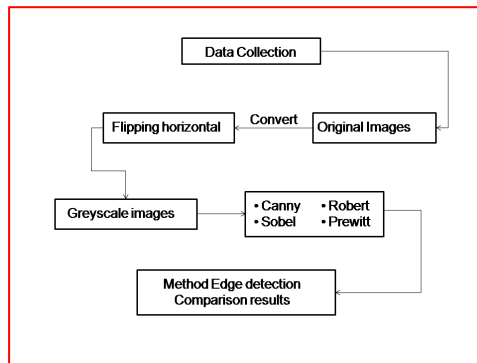 Data Collection
Flipping horizontal
Convert
Original Images
Greyscale images
• Canny • Robert
• Sobel • Prewitt
Method Edge detection
Comparison results